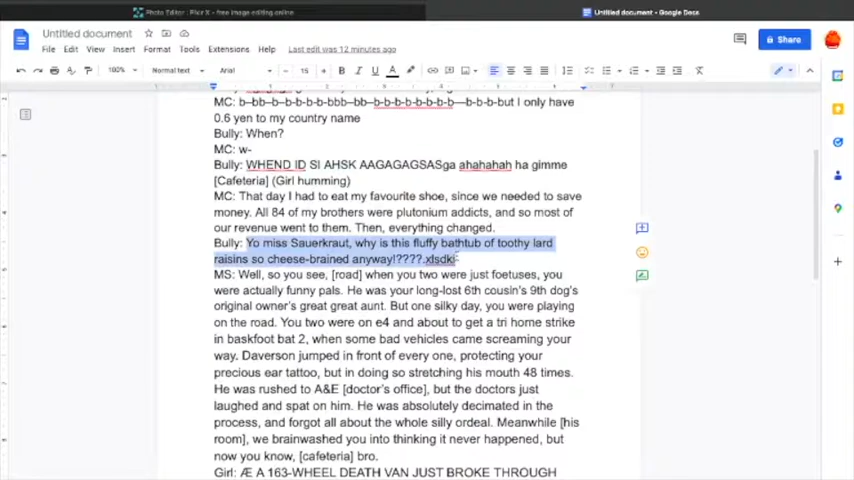 Photo Editor : Pixlr X - free image editing online
Untitled document - Google Docs
Untitled document
File Edit View Insert Format Tools Extensions Help Last edit was 12 minutes ago
Share
100% Normal text Arial 15
MC: b--bb--b--b-b-b-b-bbb--bb--b-b-b-b-b-b-b-b---b-b-b-but I only have
0.6 yen to my country name
Bully: When?
MC: w-
Bully: WHEND ID SI AHSK AAGAGAGSASga ahahahah ha gimme
[Cafeteria] (Girl humming)
MC: That day I had to eat my favourite shoe, since we needed to save
money. All 84 of my brothers were plutonium addicts, and so most of
our revenue went to them. Then, everything changed.
Bully: Yo miss Sauerkraut, why is this fluffy bathtub of toothy lard
raisins so cheese-brained anyway!????.xlsdki
MS: Well, so you see, [road] when you two were just foetuses, you
were actually funny pals. He was your long-lost 6th cousin's 9th dog's
original owner's great great aunt. But one silky day, you were playing
on the road. You two were on e4 and about to get a tri home strike
in baskfoot bat 2, when some bad vehicles came screaming your
way. Daverson jumped in front of every one, protecting your
precious ear tattoo, but in doing so stretching his mouth 48 times.
He was rushed to A&E [doctor's office], but the doctors just
laughed and spat on him. He was absolutely decimated in the
process, and forgot all about the whole silly ordeal. Meanwhile [his
room], we brainwashed you into thinking it never happened, but
now you know, [cafeteria] bro.
Girl: Æ A 163-WHEEL DEATH VAN JUST BROKE THROUGH